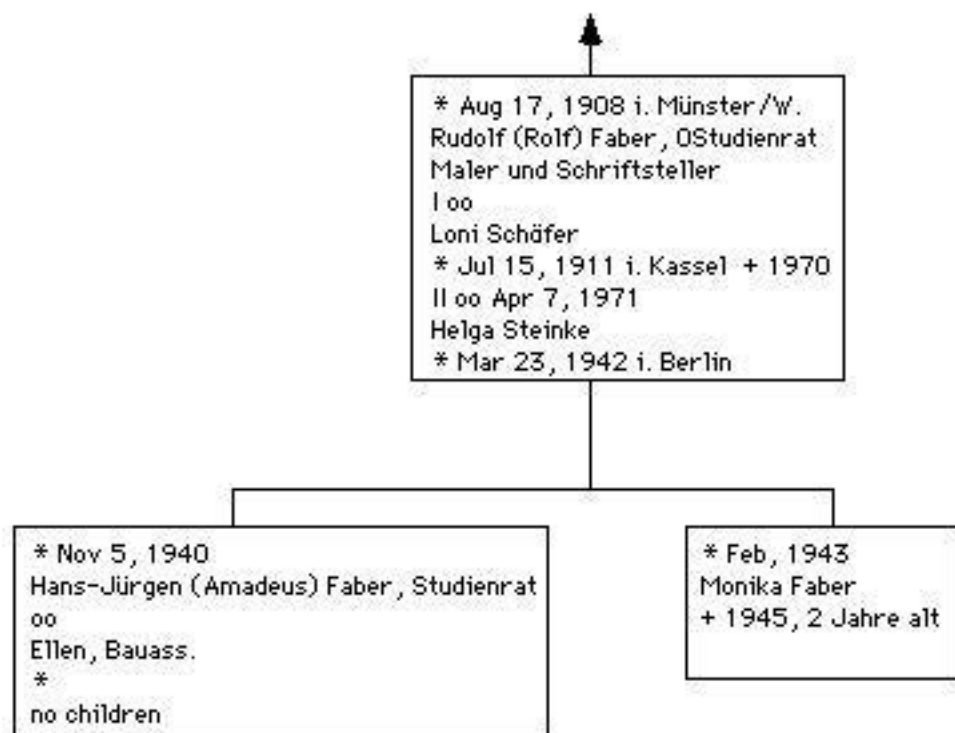 * Aug 17, 1908 i. Münster/W.
Rudolf (Rolf) Faber, OStudienrat
Maler und Schriftsteller
I oo
Loni Schäfer
* Jul 15, 1911 i. Kassel + 1970
II oo Apr 7, 1971
Helga Steinke
* Mar 23, 1942 i. Berlin
* Nov 5, 1940
Hans-Jürgen (Amadeus) Faber, Studienrat
oo
Ellen, Bauass.
*
no children
* Feb, 1943
Monika Faber
+ 1945, 2 Jahre alt